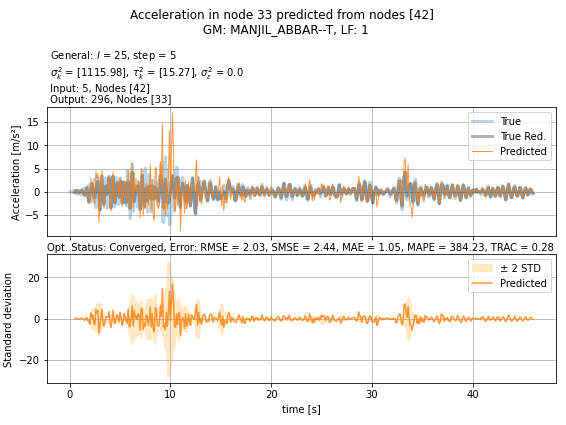 Acceleration in node 33 predicted from nodes [42]
GM: MANJIL_ABBAR--T, LF: 1
General: l = 25, step = 5
σ²ₖ = [1115.98], τ²ₖ = [15.27], σ²ε = 0.0
Input: 5, Nodes [42]
Output: 296, Nodes [33]
Acceleration [m/s²]
15
10
5
0
−5
True
True Red.
Predicted
Opt. Status: Converged, Error: RMSE = 2.03, SMSE = 2.44, MAE = 1.05, MAPE = 384.23, TRAC = 0.28
Standard deviation
20
0
−20
± 2 STD
Predicted
0
10
20
30
40
time [s]